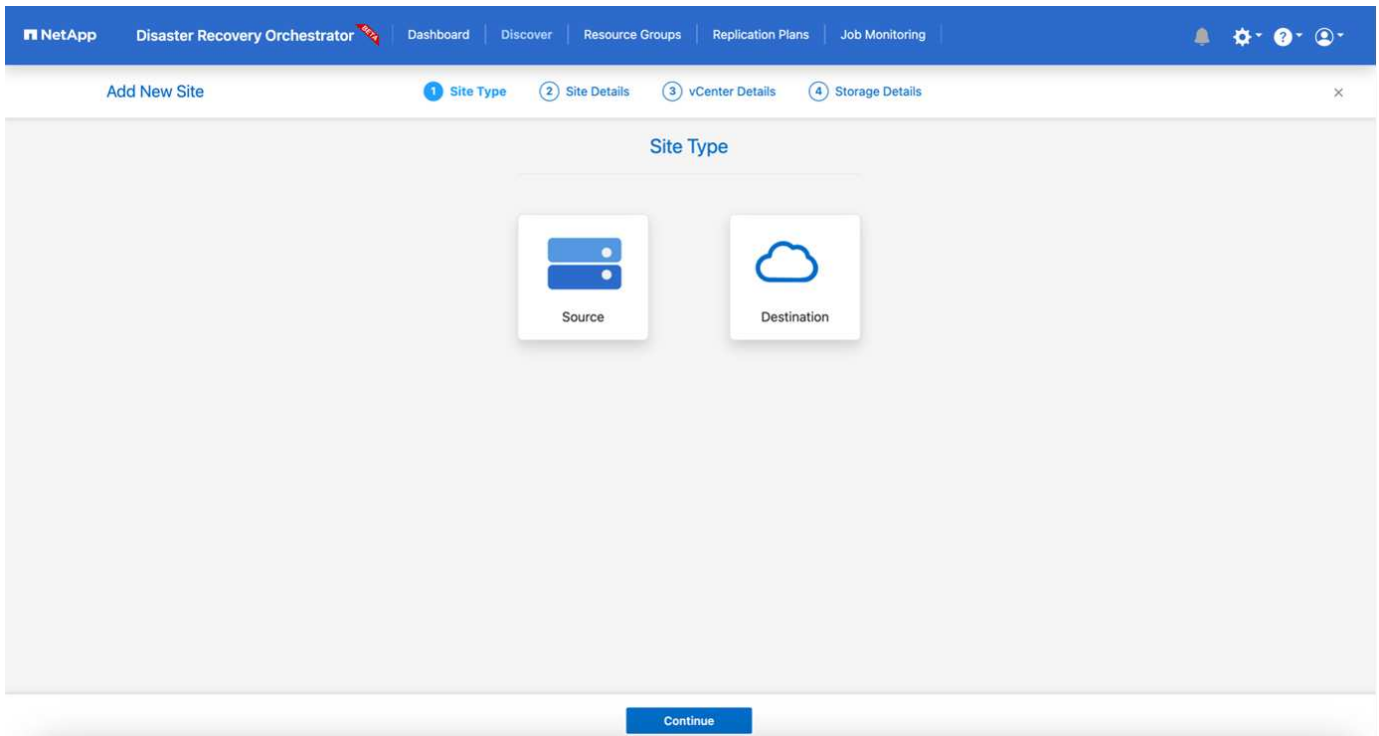 NetApp Disaster Recovery Orchestrator BETA Dashboard Discover Resource Groups Replication Plans Job Monitoring ?
Add New Site 1 Site Type 2 Site Details 3 vCenter Details 4 Storage Details ×
Site Type
Source Destination
Continue